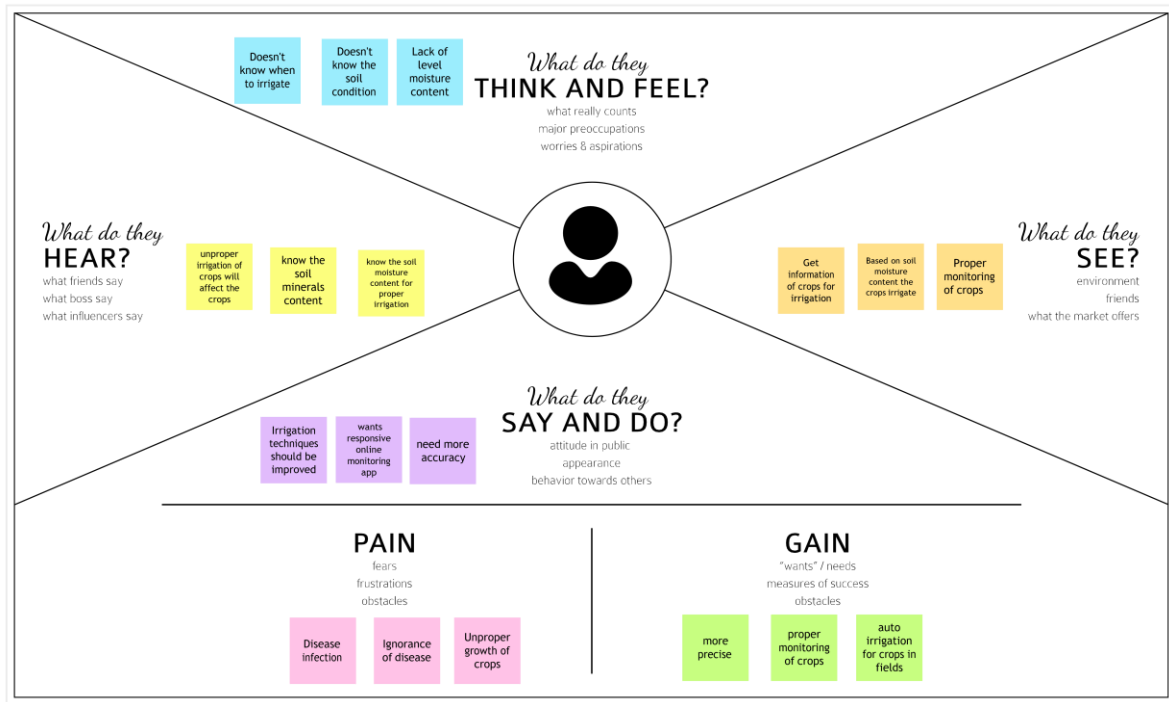 Doesn't
know when
to irrigate
Doesn't
know the
soil
condition
Lack of
level
moisture
content
What do they
THINK AND FEEL?
what really counts
major preoccupations
worries & aspirations
What do they
HEAR?
what friends say
what boss say
what influencers say
unproper
irrigation of
crops will
affect the
crops
know the
soil
minerals
content
know the soil
moisture
content for
proper
irrigation
Get
information
of crops for
irrigation
Based on soil
moisture
content the
crops irrigate
Proper
monitoring
of crops
What do they
SEE?
environment
friends
what the market offers
What do they
SAY AND DO?
attitude in public
appearance
behavior towards others
Irrigation
techniques
should be
improved
wants
responsive
online
monitoring
app
need more
accuracy
PAIN
fears
frustrations
obstacles
Disease
infection
Ignorance
of disease
Unproper
growth of
crops
GAIN
"wants" / needs
measures of success
obstacles
more
precise
proper
monitoring
of crops
auto
irrigation
for crops in
fields